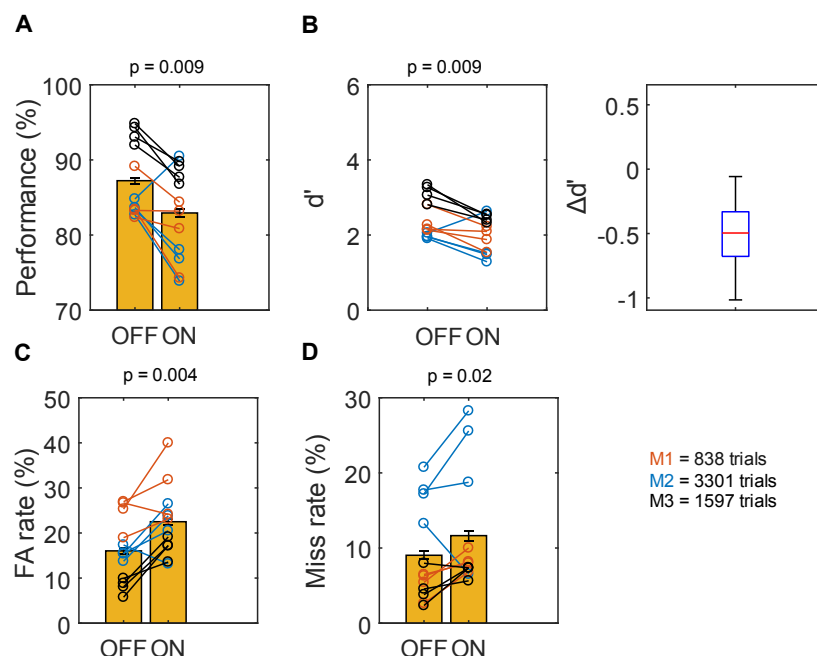 A
p = 0.009
Performance (%)
100
90
80
70
OFF ON
B
p = 0.009
d'
6
4
2
0
OFF ON
Δd'
0.5
0
-0.5
-1
C
p = 0.004
FA rate (%)
50
40
30
20
10
0
OFF ON
D
p = 0.02
Miss rate (%)
30
20
10
0
OFF ON
M1 = 838 trials
M2 = 3301 trials
M3 = 1597 trials